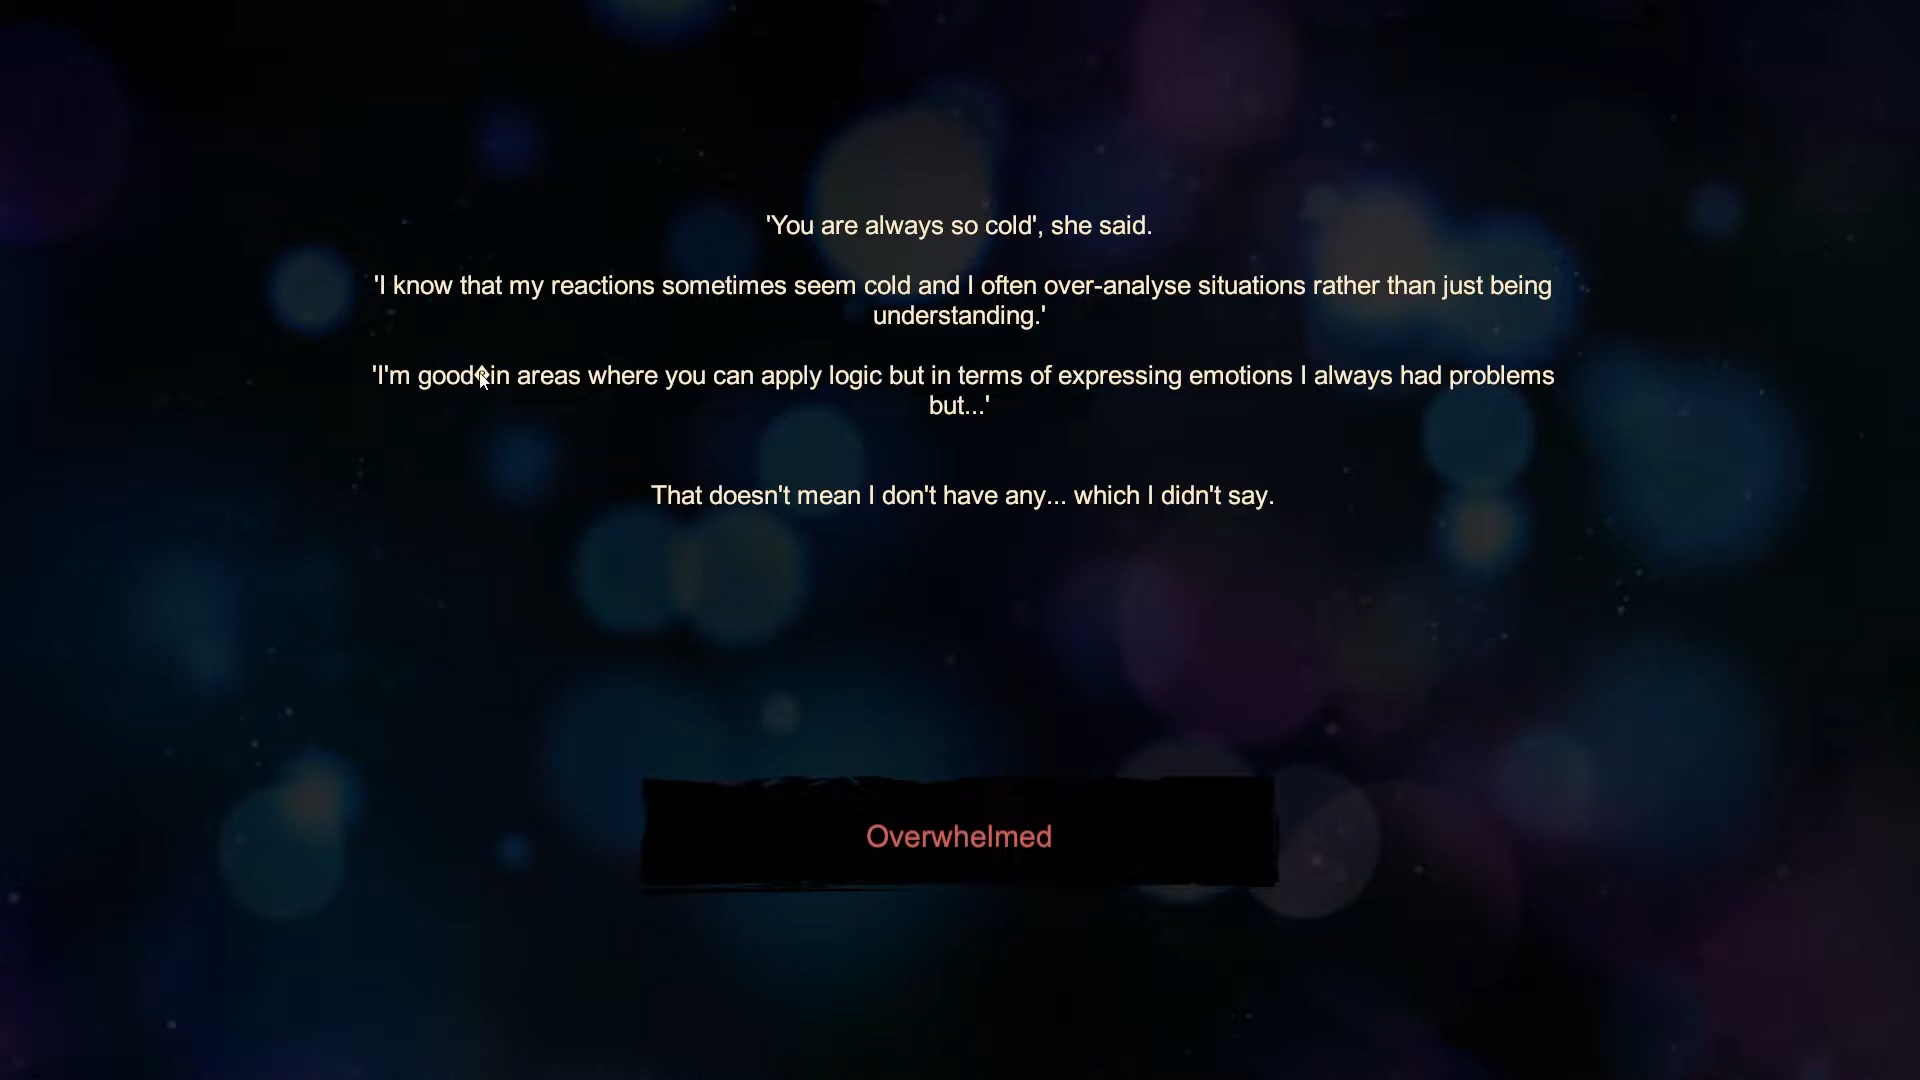 'You are always so cold', she said.
'I know that my reactions sometimes seem cold and I often over-analyse situations rather than just being
understanding.'
'I'm good in areas where you can apply logic but in terms of expressing emotions I always had problems
but...'
That doesn't mean I don't have any... which I didn't say.
Overwhelmed